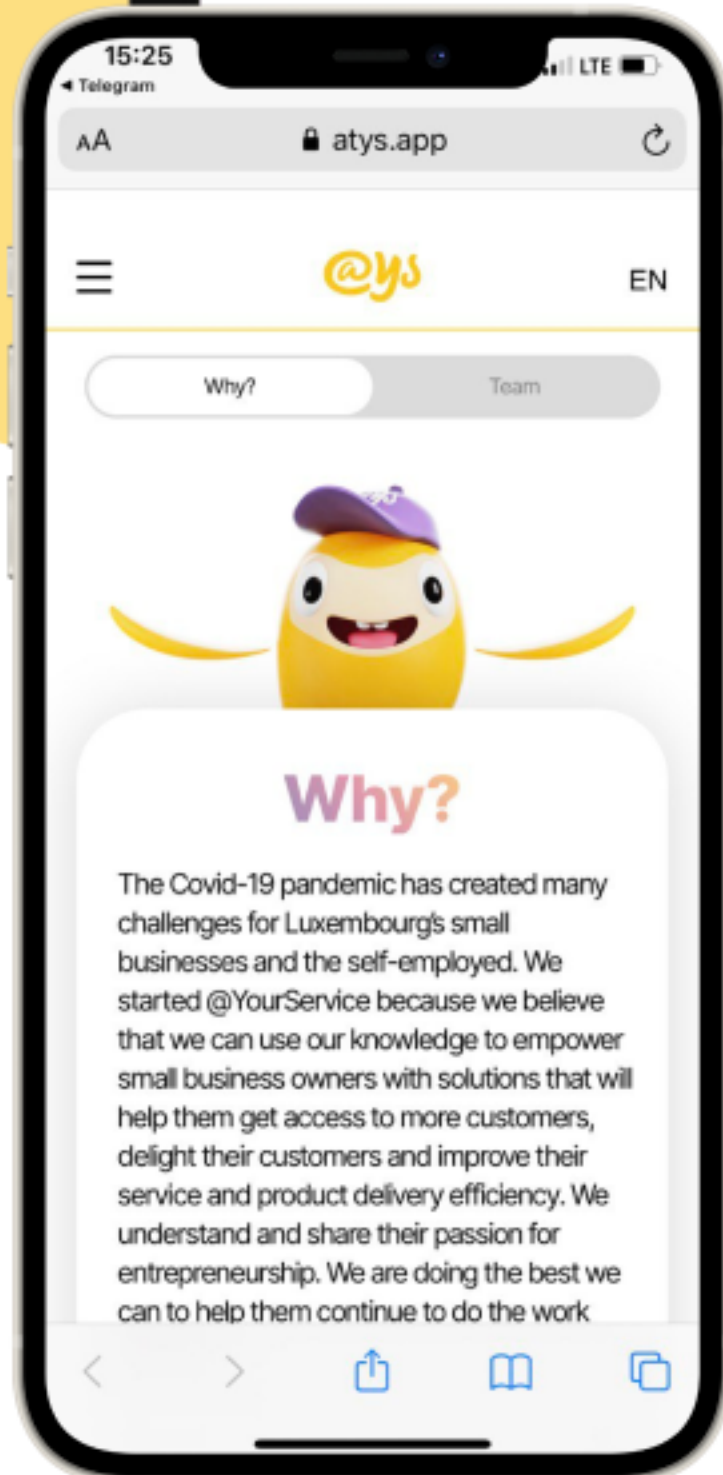 15:25
LTE
◄ Telegram
AA
atys.app
@ys
EN
Why?
Team
@ys
Why?
The Covid-19 pandemic has created many
challenges for Luxembourg's small
businesses and the self-employed. We
started @YourService because we believe
that we can use our knowledge to empower
small business owners with solutions that will
help them get access to more customers,
delight their customers and improve their
service and product delivery efficiency. We
understand and share their passion for
entrepreneurship. We are doing the best we
can to help them continue to do the work